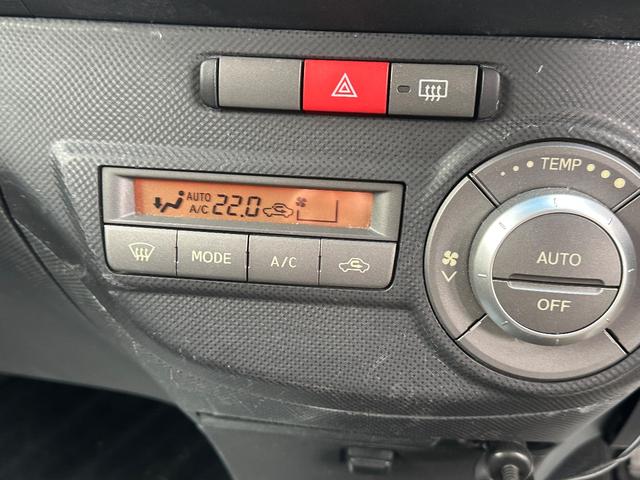 TEMP
AUTO
A/C 22.0
MODE A/C
AUTO
OFF